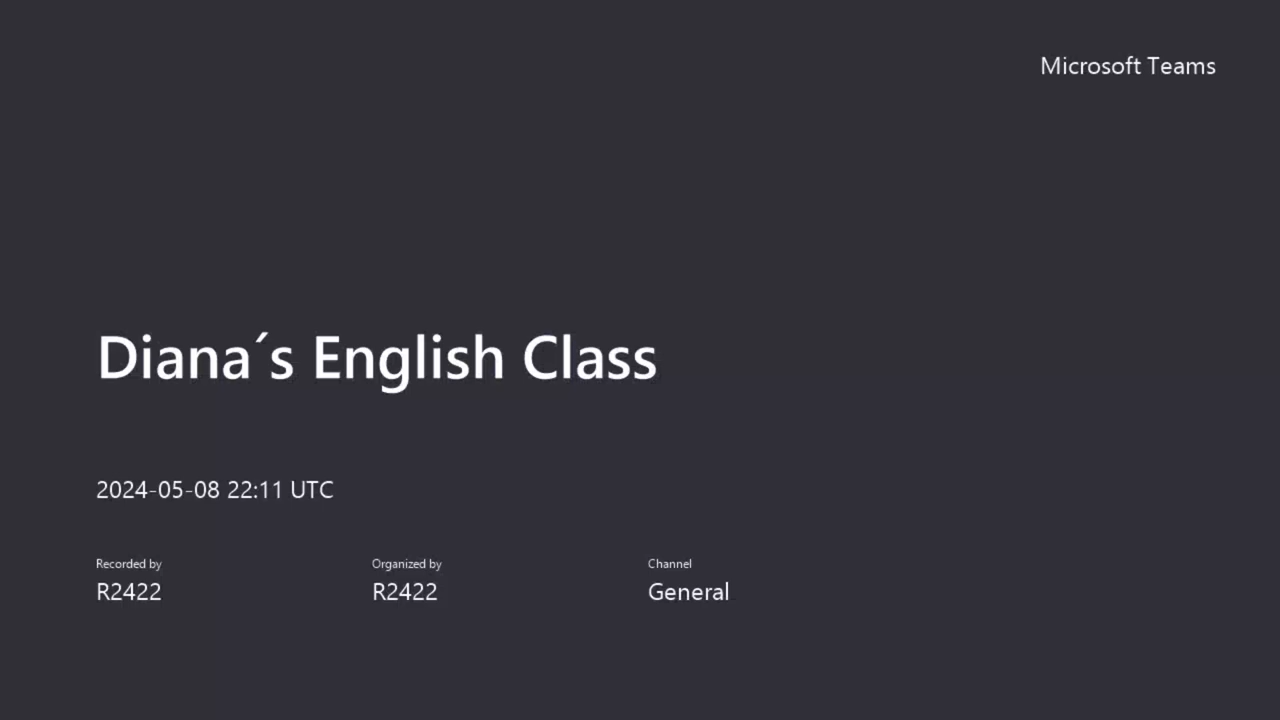 Microsoft Teams
Diana´s English Class
2024-05-08 22:11 UTC
Recorded by
R2422
Organized by
R2422
Channel
General